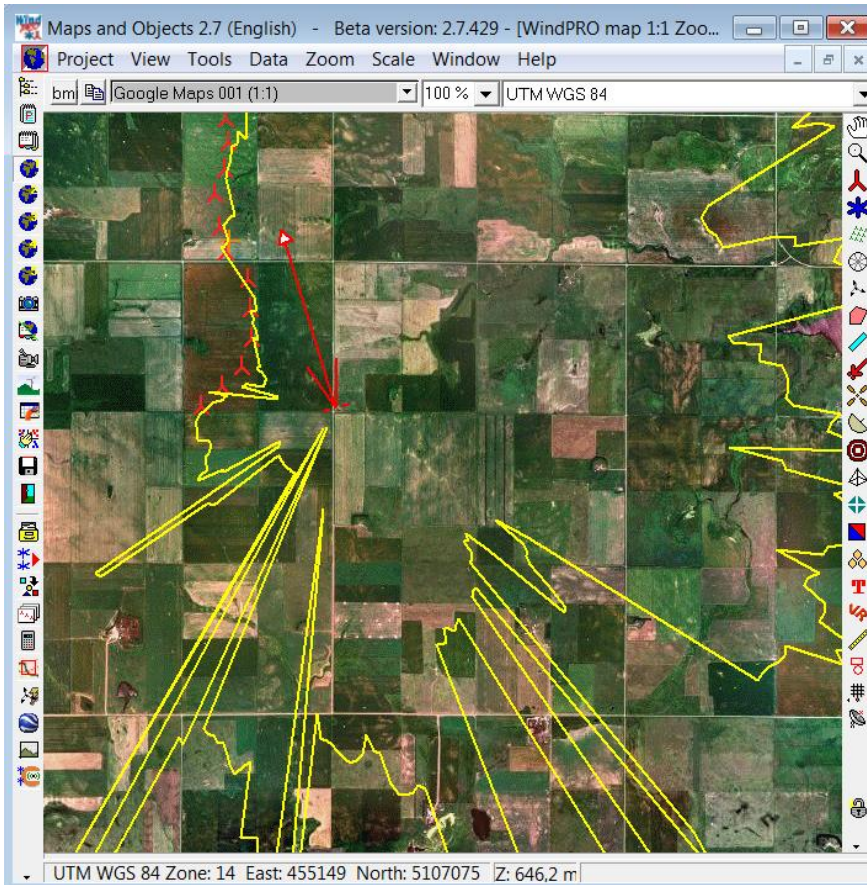 Maps and Objects 2.7 (English) - Beta version: 2.7.429 - [WindPRO map 1:1 Zoo...
Project View Tools Data Zoom Scale Window Help
bmi Google Maps 001 (1:1) 100 % UTM WGS 84
UTM WGS 84 Zone: 14 East: 455149 North: 5107075 Z: 646,2 m